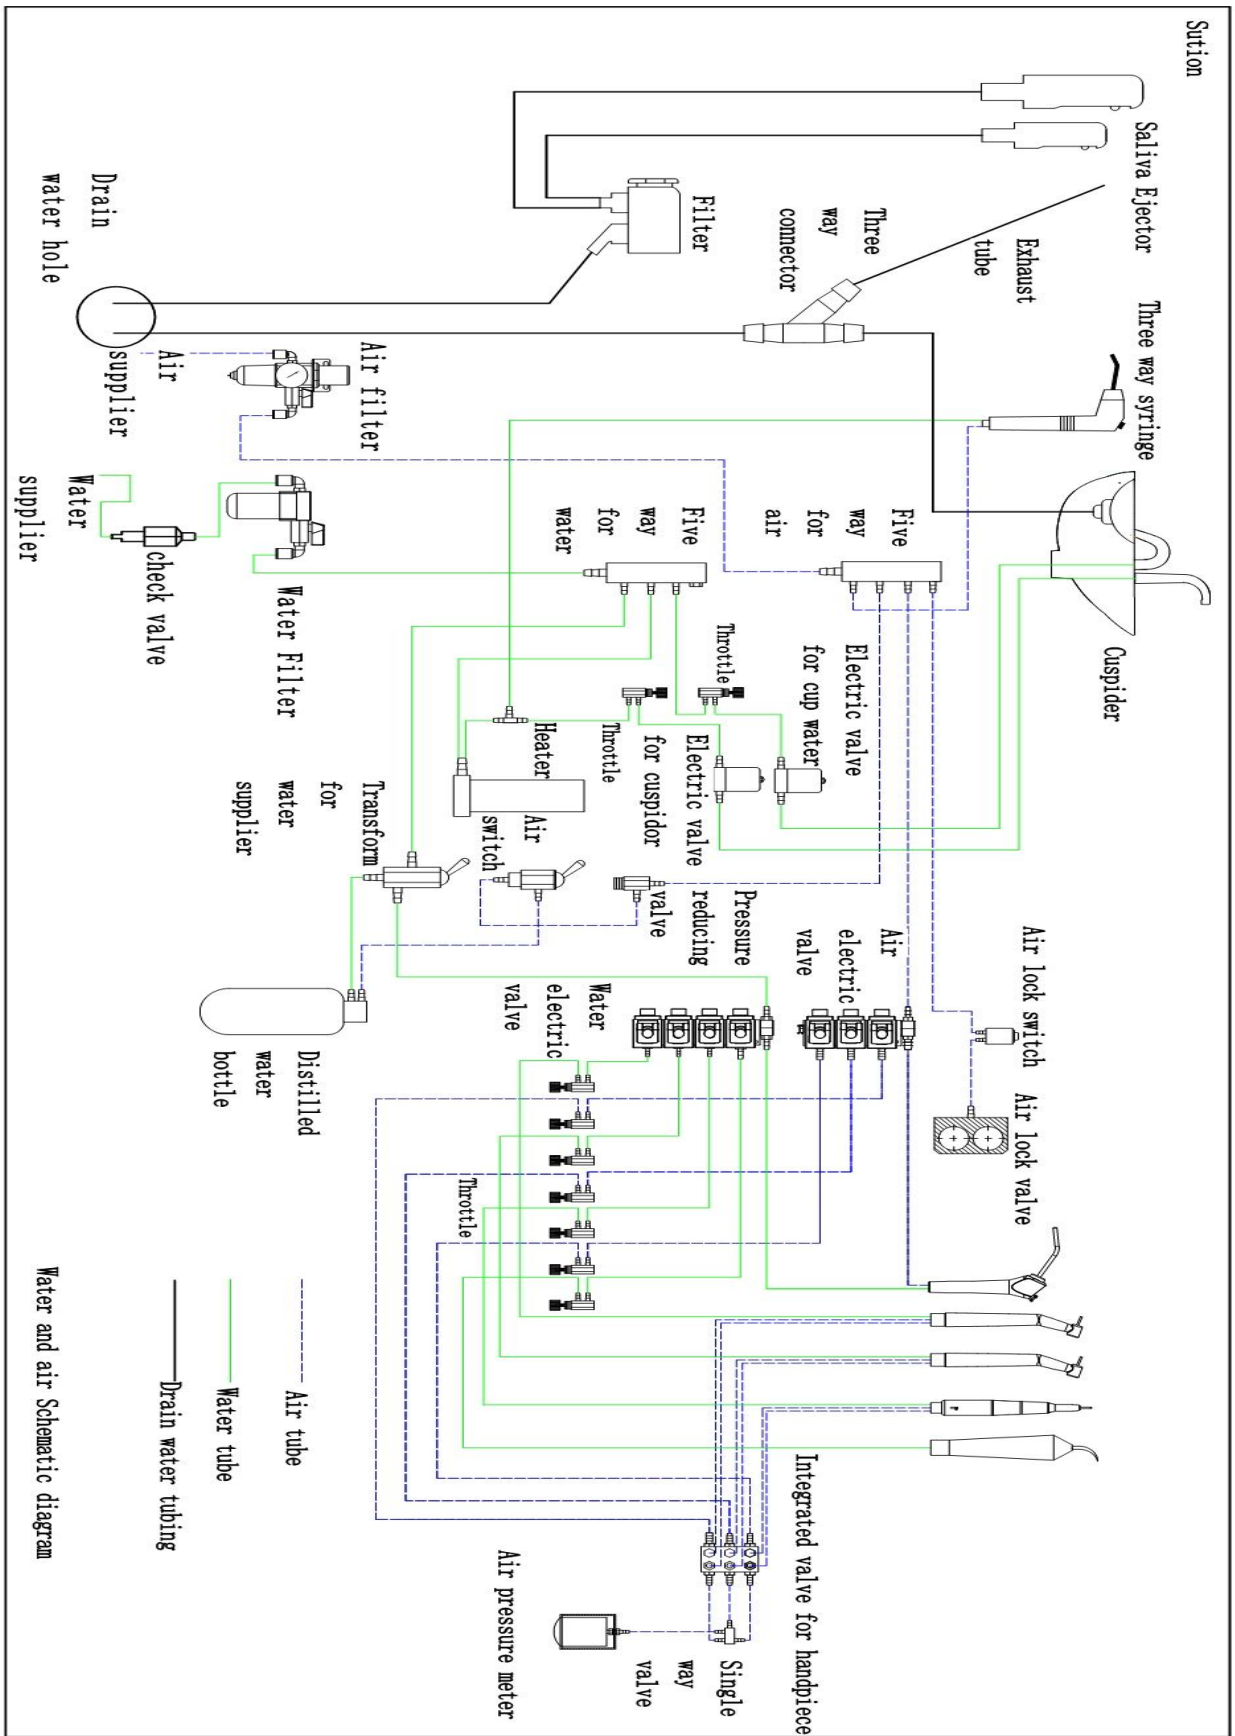 Sution
Saliva Ejector
Three way syringe
Cuspider
Air lock switch
Air lock valve
Integrated valve for handpiece
Exhaust
tube
Three
way
connector
Filter
Drain
water hole
Air filter
Air
supplier
Water
supplier
check valve
Water Filter
Five
way
for
air
Five
way
for
water
Electric valve
for cup water
Throttle
Electric valve
for cuspidor
Throttle
Heater
Air
switch
Transform
for
water
supplier
Pressure
reducing
valve
Air
electric
valve
Water
electric
valve
Distilled
water
bottle
Throttle
Single
way
valve
Air pressure meter
Air tube
Water tube
Drain water tubing
Water and air Schematic diagram